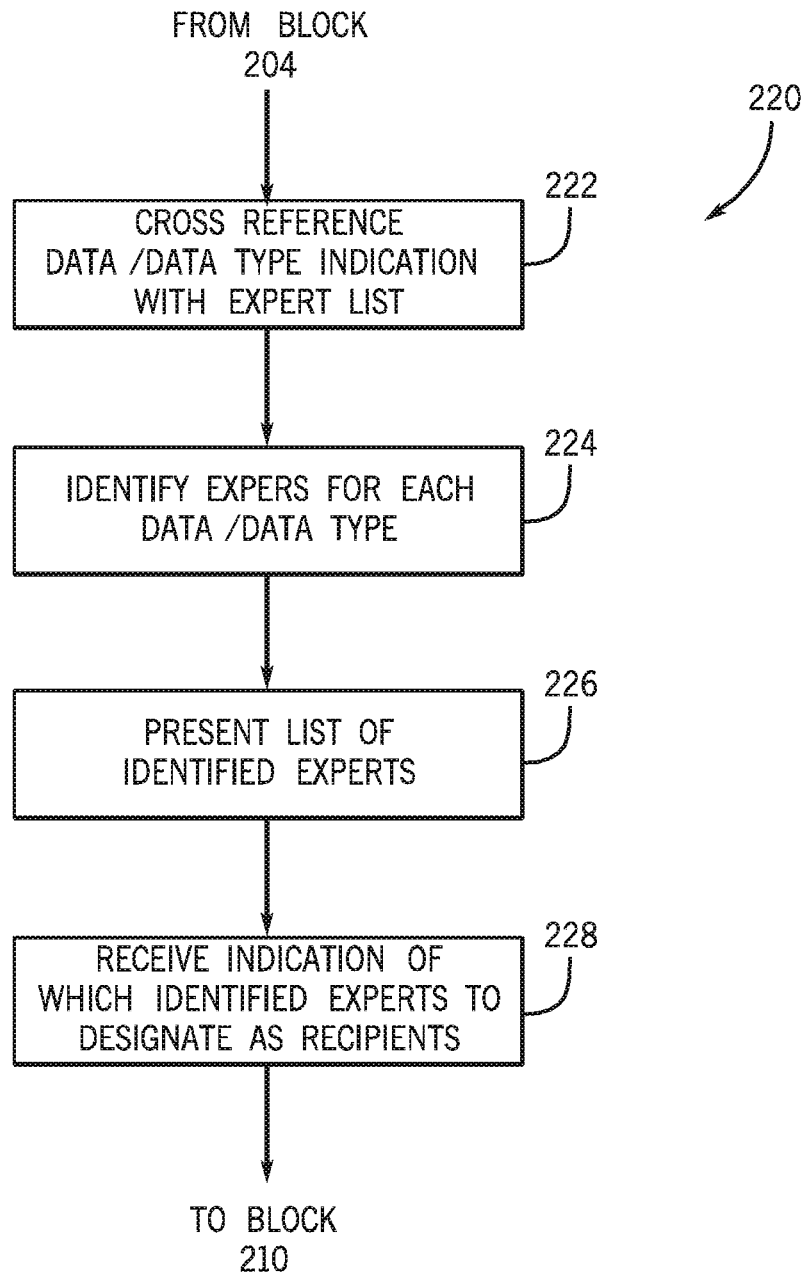 FROM BLOCK
204
220
222
CROSS REFERENCE
DATA /DATA TYPE INDICATION
WITH EXPERT LIST
224
IDENTIFY EXPERS FOR EACH
DATA /DATA TYPE
226
PRESENT LIST OF
IDENTIFIED EXPERTS
228
RECEIVE INDICATION OF
WHICH IDENTIFIED EXPERTS TO
DESIGNATE AS RECIPIENTS
TO BLOCK
210